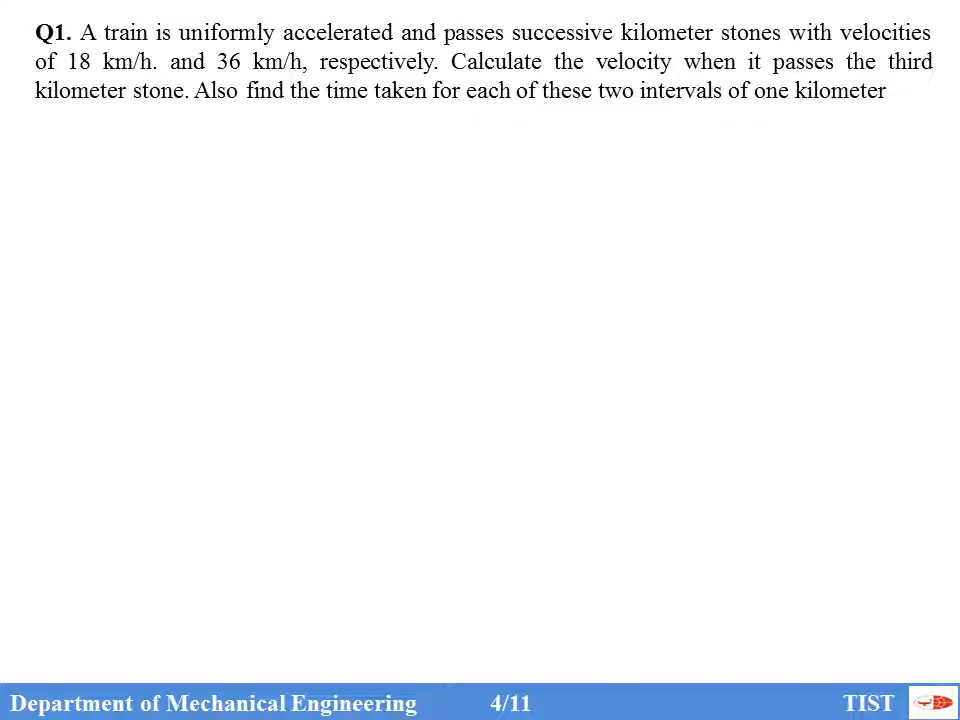 Q1. A train is uniformly accelerated and passes successive kilometer stones with velocities
of 18 km/h. and 36 km/h, respectively. Calculate the velocity when it passes the third
kilometer stone. Also find the time taken for each of these two intervals of one kilometer
Department of Mechanical Engineering 4/11 TIST